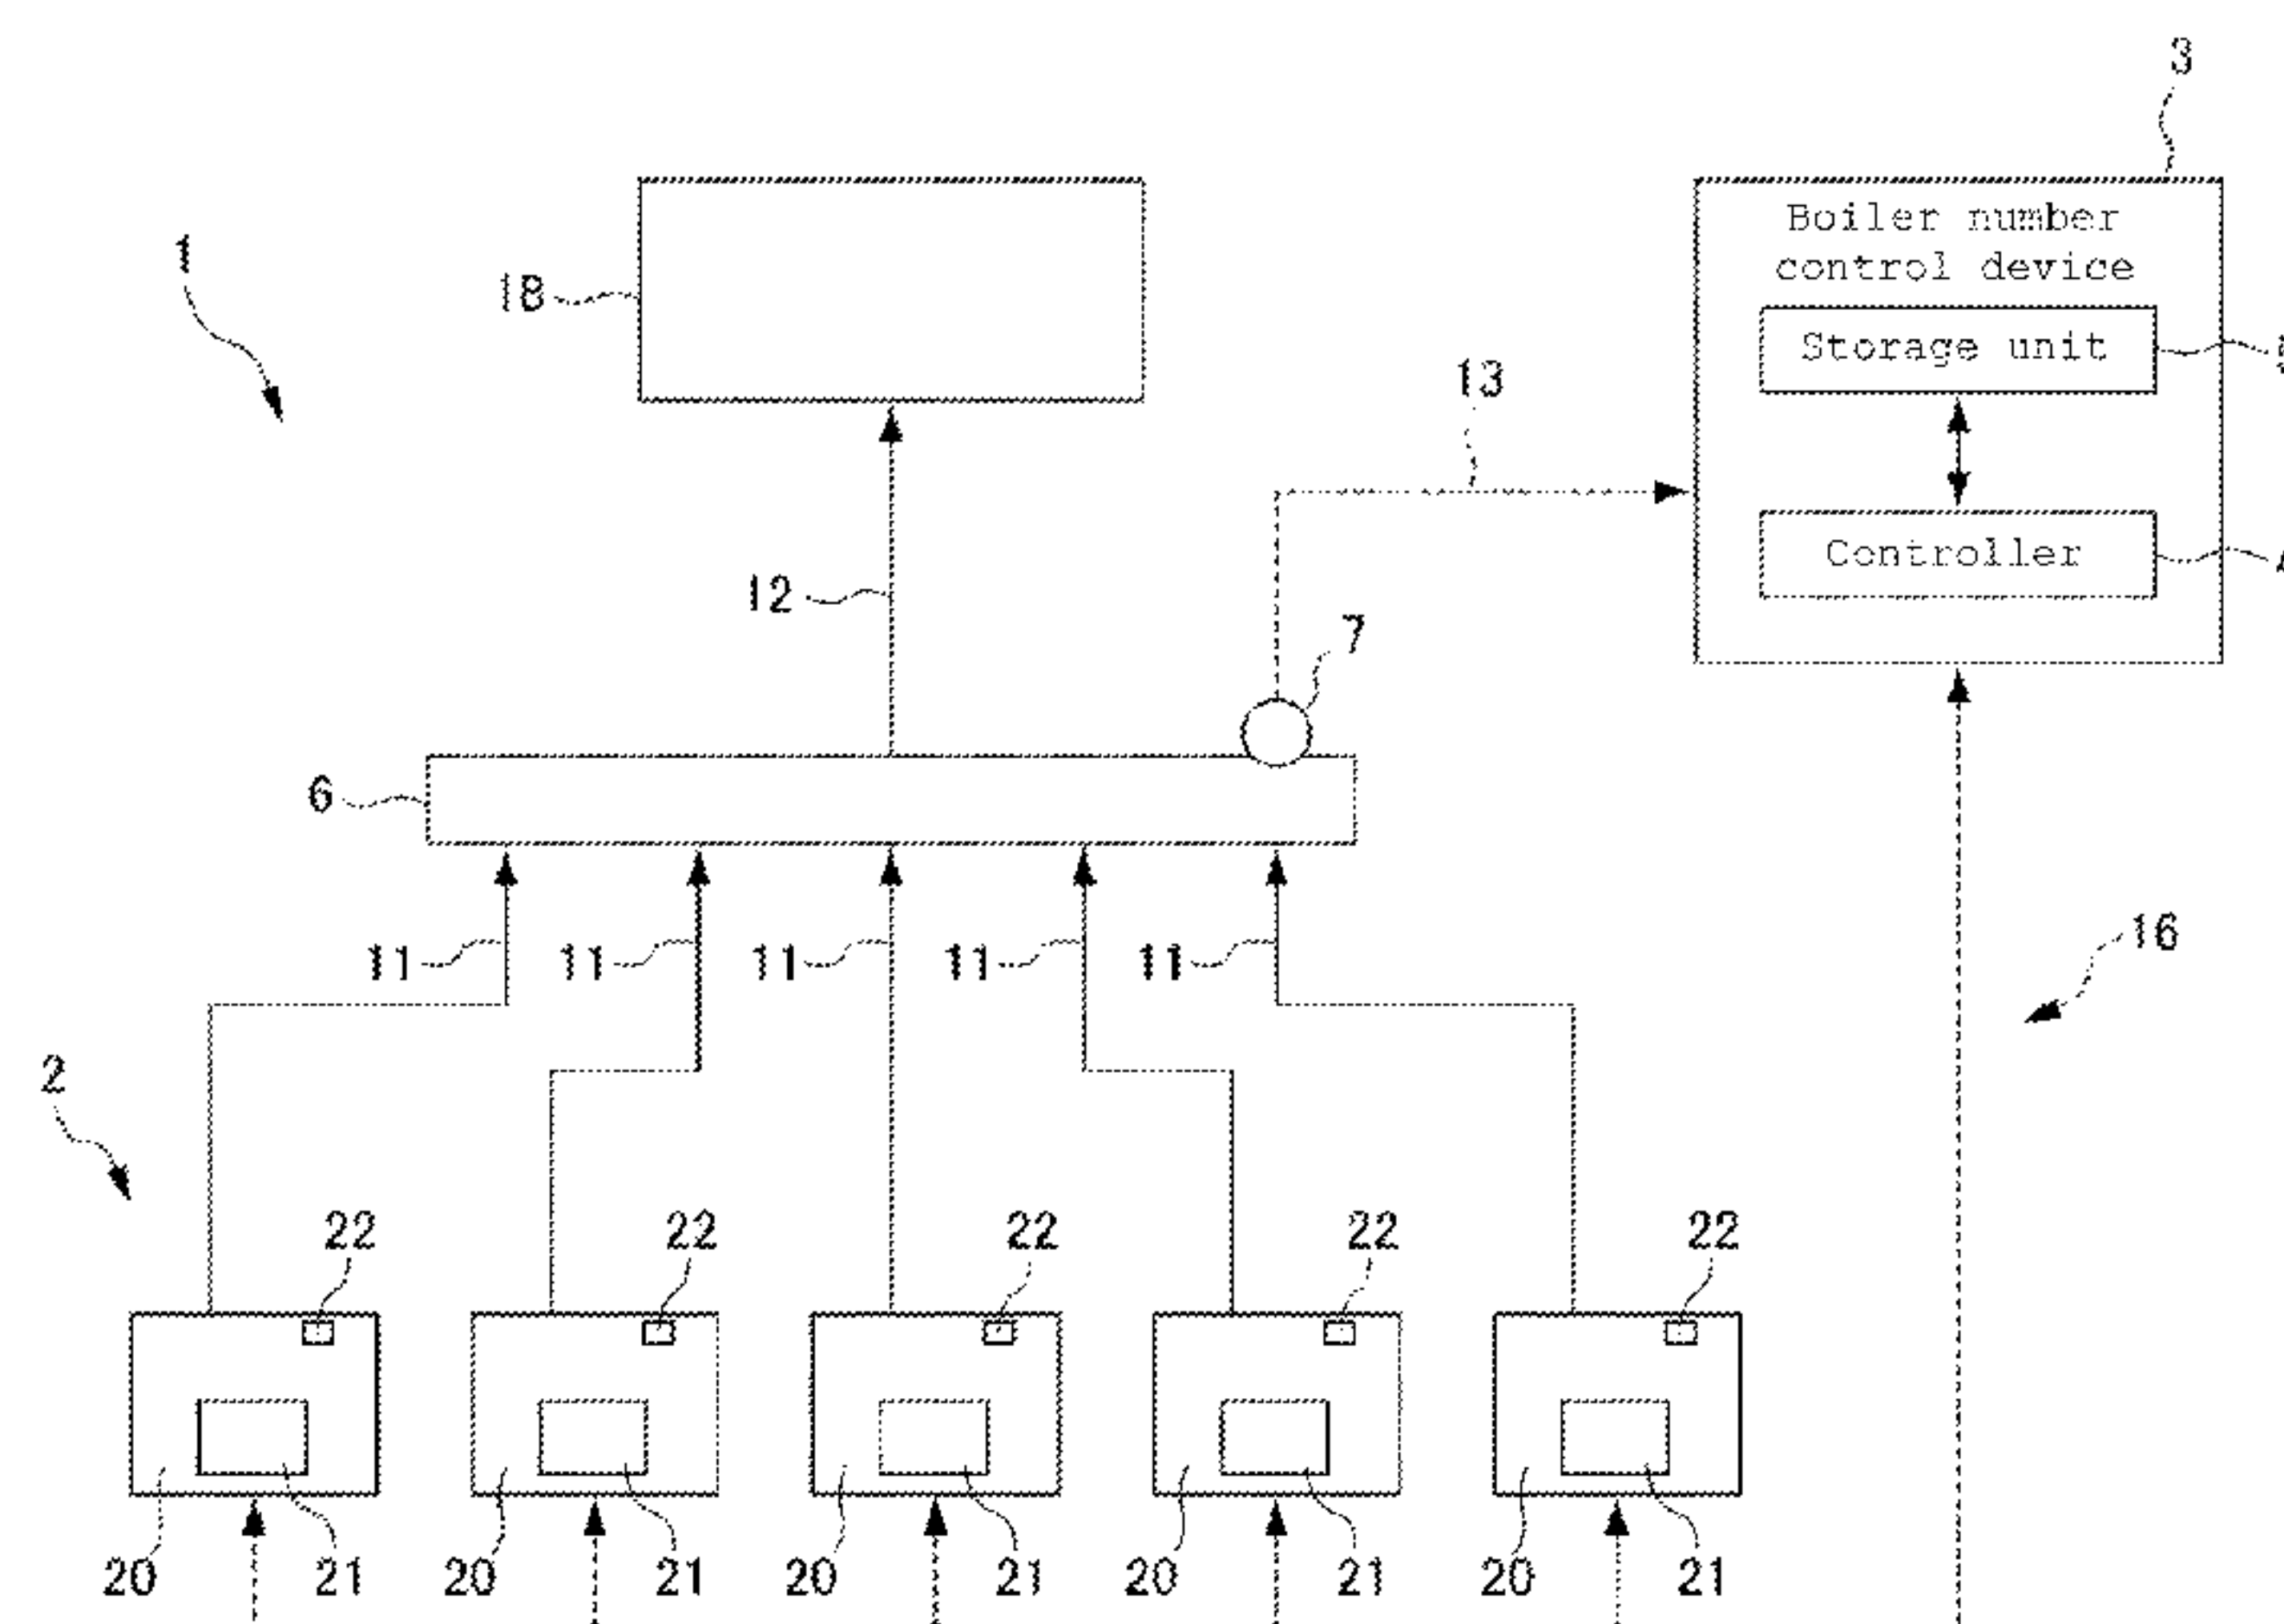 3
Boiler number
control device
1
18
Storage unit
13
Controller
12
7
6
11 11 11 11 11
16
2
22 22 22 22 22
20 21 20 21 20 21 20 21 20 21